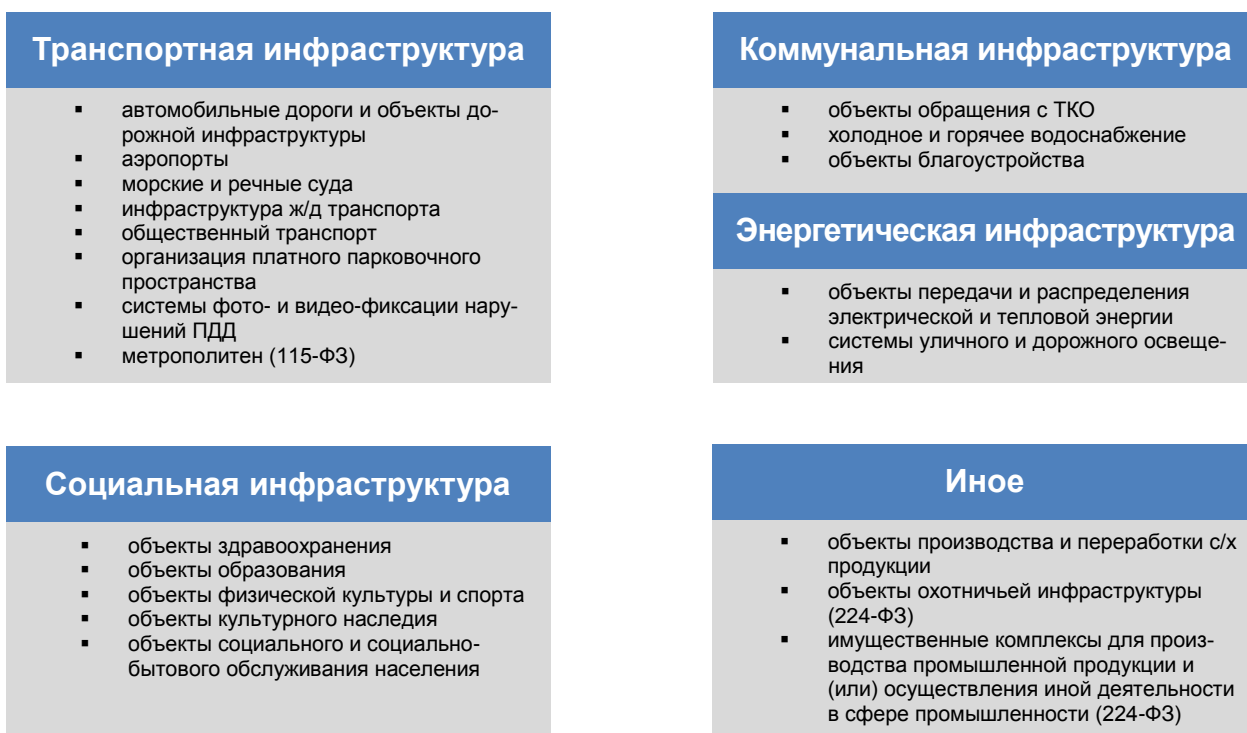 Транспортная инфраструктура
▪ автомобильные дороги и объекты до-
рожной инфраструктуры
▪ аэропорты
▪ морские и речные суда
▪ инфраструктура ж/д транспорта
▪ общественный транспорт
▪ организация платного парковочного
пространства
▪ системы фото- и видео-фиксации нару-
шений ПДД
▪ метрополитен (115-ФЗ)
Коммунальная инфраструктура
▪ объекты обращения с ТКО
▪ холодное и горячее водоснабжение
▪ объекты благоустройства
Энергетическая инфраструктура
▪ объекты передачи и распределения
электрической и тепловой энергии
▪ системы уличного и дорожного освеще-
ния
Социальная инфраструктура
▪ объекты здравоохранения
▪ объекты образования
▪ объекты физической культуры и спорта
▪ объекты культурного наследия
▪ объекты социального и социально-
бытового обслуживания населения
Иное
▪ объекты производства и переработки с/х
продукции
▪ объекты охотничьей инфраструктуры
(224-ФЗ)
▪ имущественные комплексы для произ-
водства промышленной продукции и
(или) осуществления иной деятельности
в сфере промышленности (224-ФЗ)